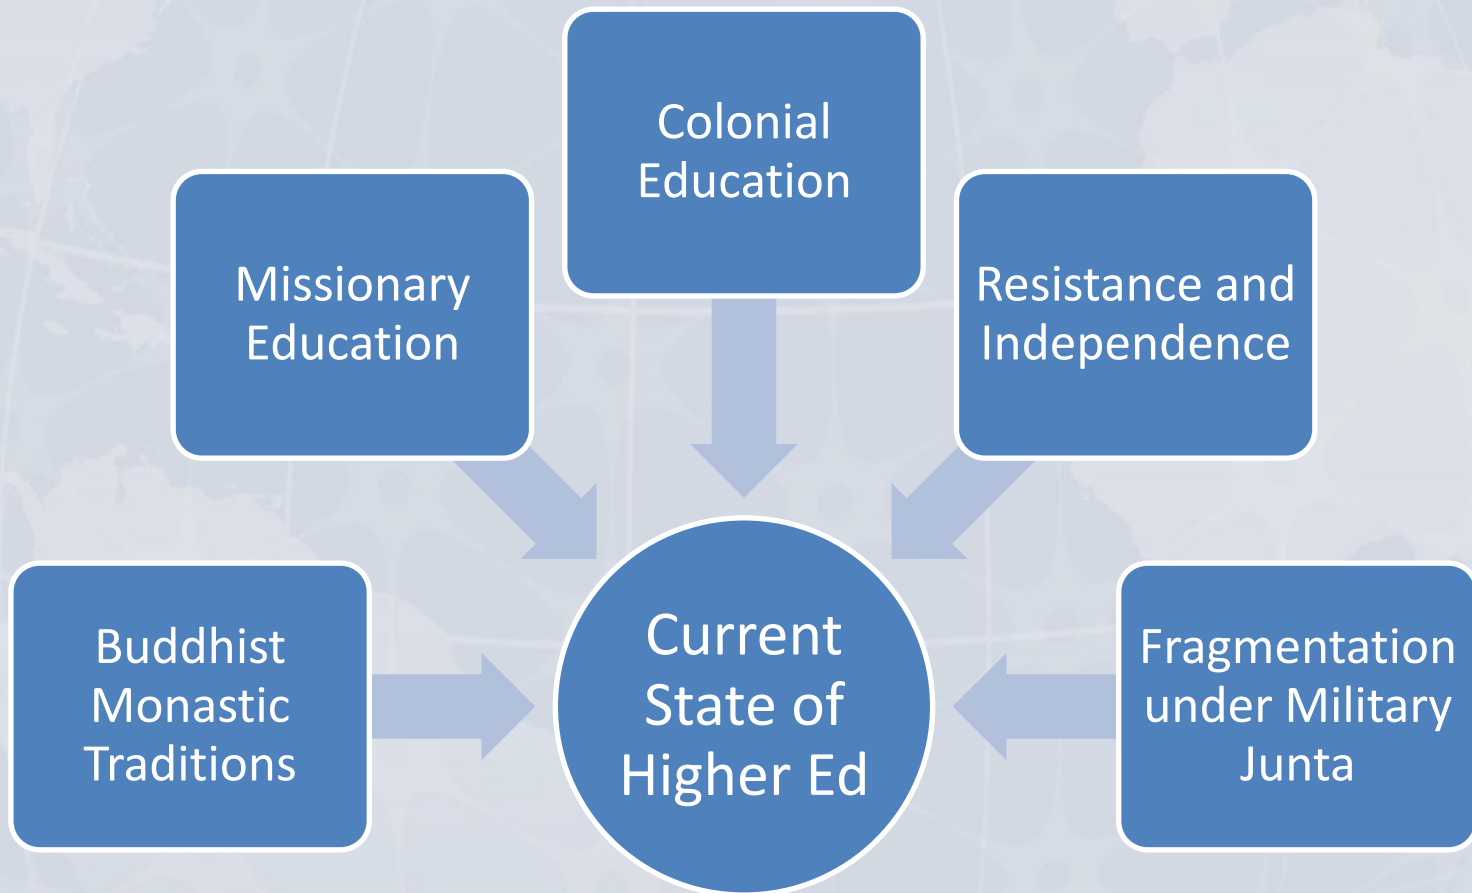 Colonial
Education
Missionary
Education
Resistance and
Independence
Buddhist
Monastic
Traditions
Current
State of
Higher Ed
Fragmentation
under Military
Junta